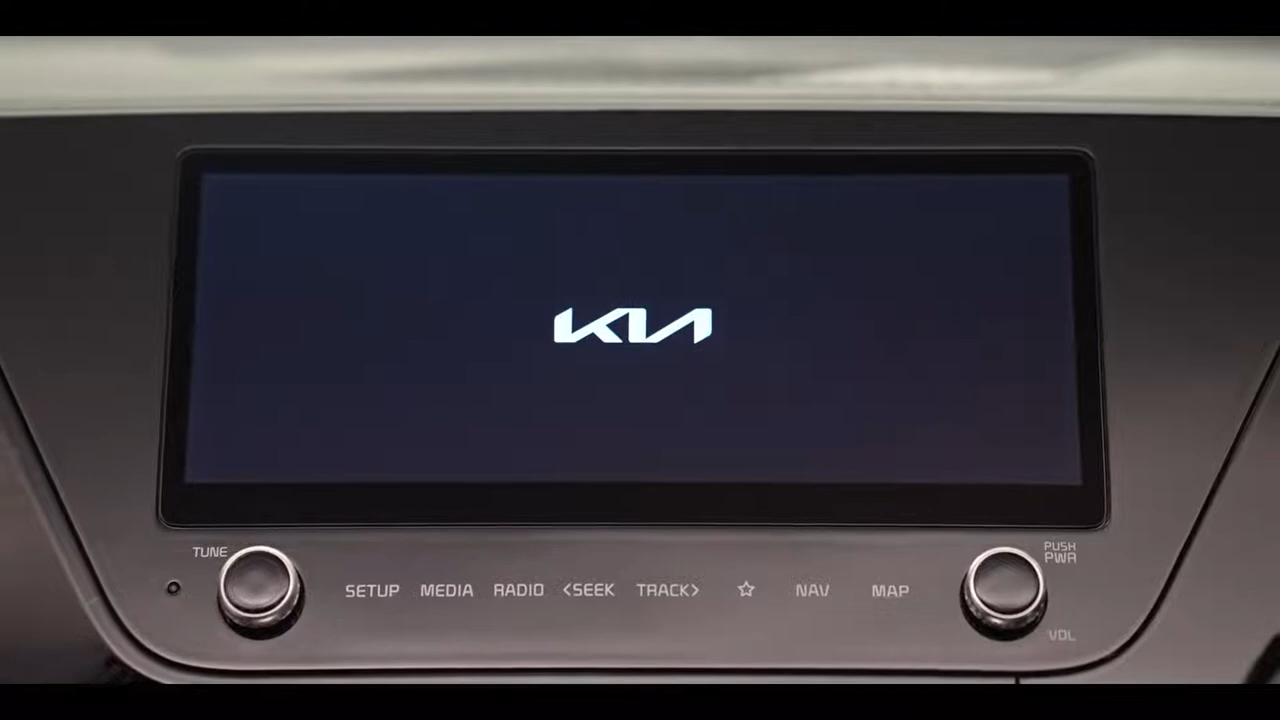 KIA
TUNE
PUSH
PWR
SETUP MEDIA RADIO <SEEK TRACK> ☆ NAV MAP
VOL